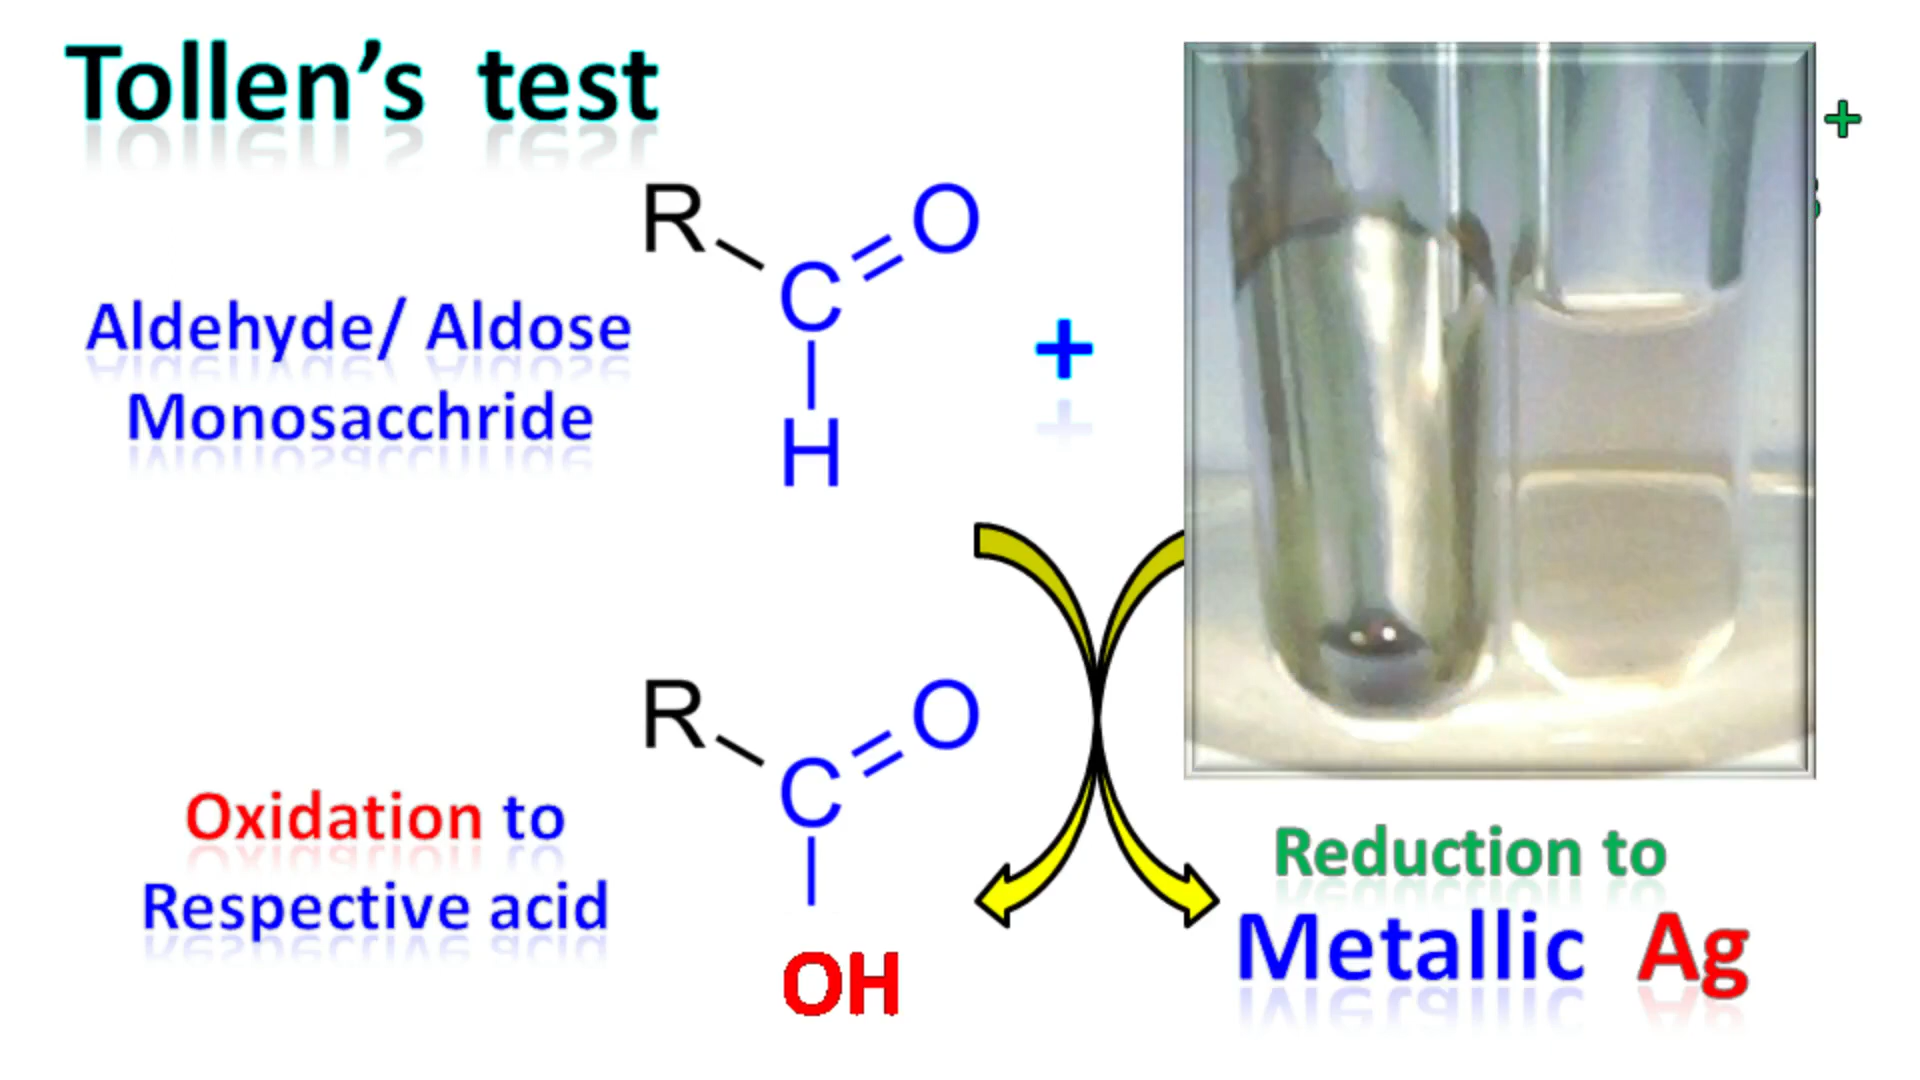 Tollen's test
+
R
O
C
H
Aldehyde/ Aldose
Monosacchride
+
R
O
C
OH
Oxidation to
Respective acid
Reduction to
Metallic Ag